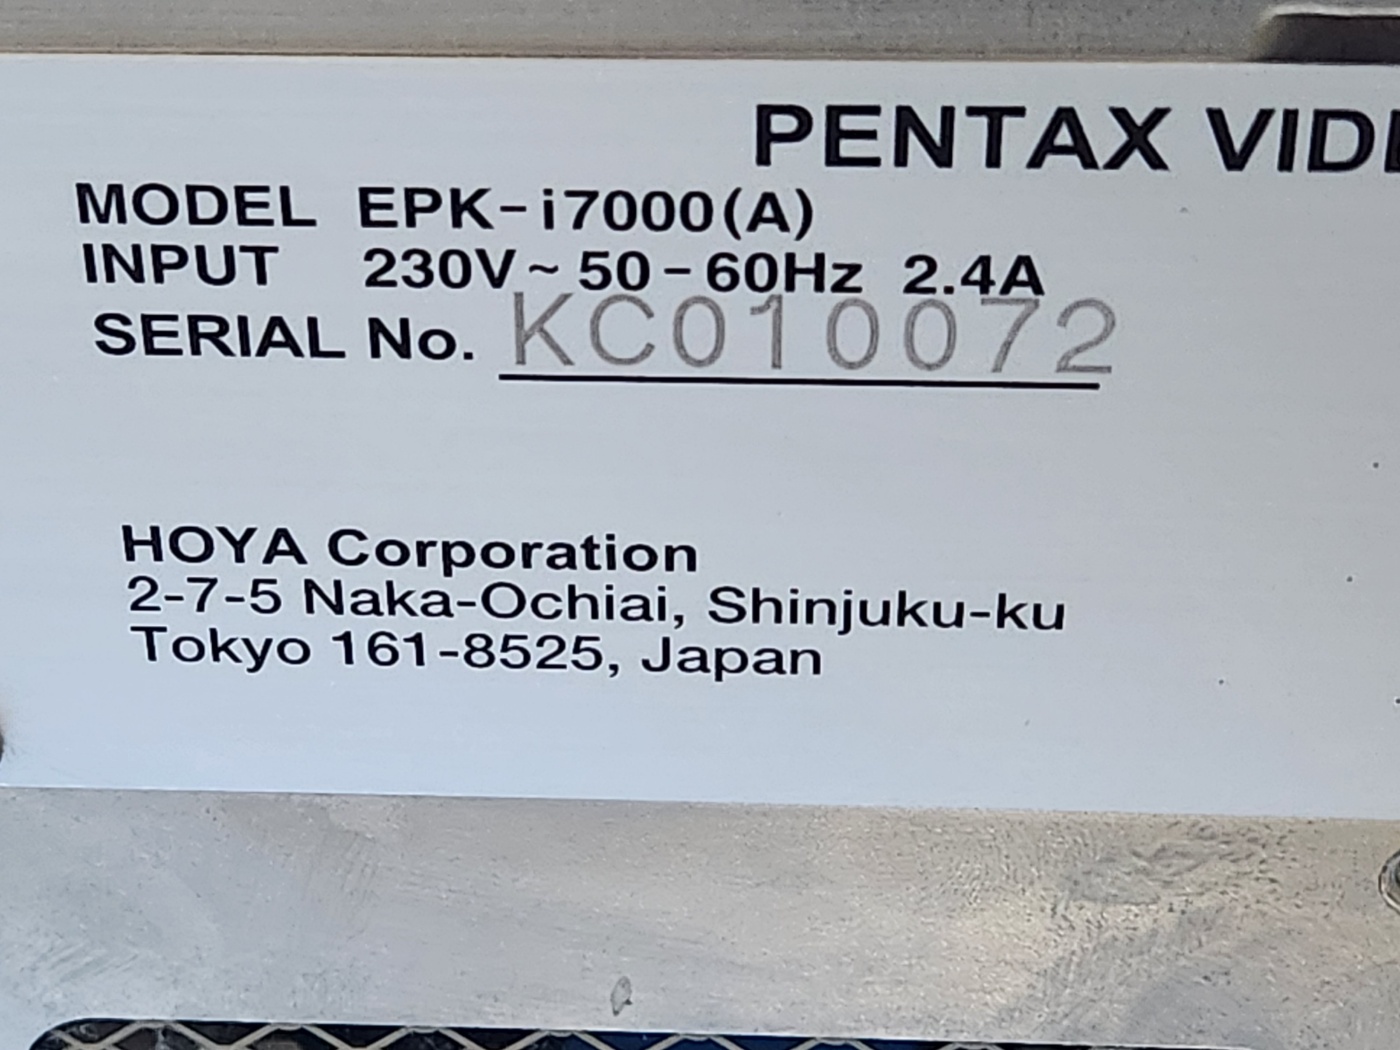 PENTAX VID
MODEL EPK-i7000(A)
INPUT 230V~50-60Hz 2.4A
SERIAL No. KC010072
HOYA Corporation
2-7-5 Naka-Ochiai, Shinjuku-ku
Tokyo 161-8525, Japan